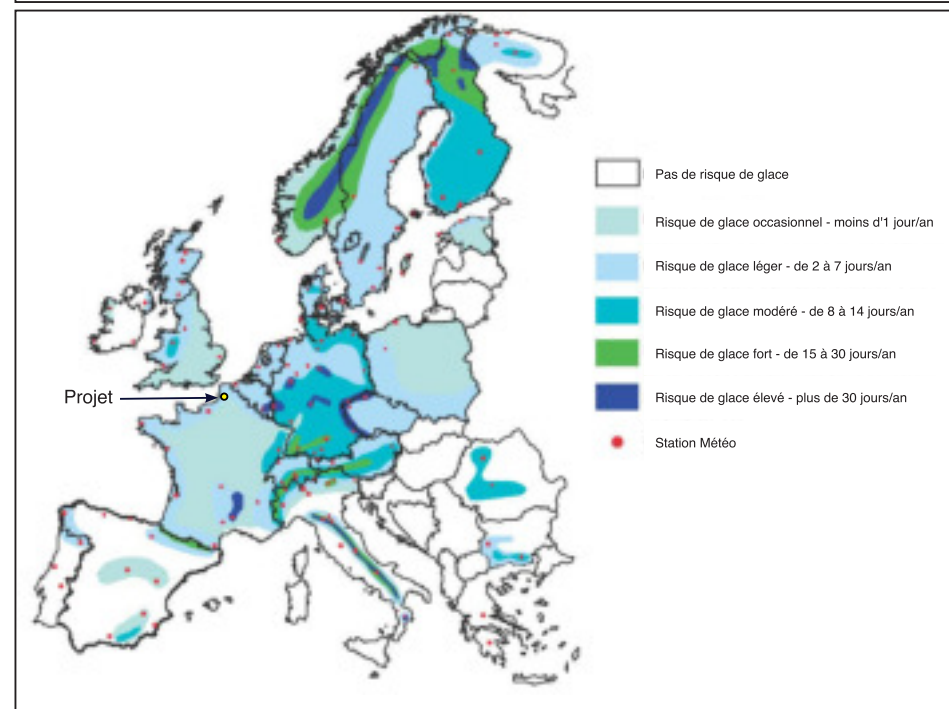 Pas de risque de glace
Risque de glace occasionnel - moins d'1 jour/an
Risque de glace léger - de 2 à 7 jours/an
Risque de glace modéré - de 8 à 14 jours/an
Risque de glace fort - de 15 à 30 jours/an
Projet
Risque de glace élevé - plus de 30 jours/an
Station Météo